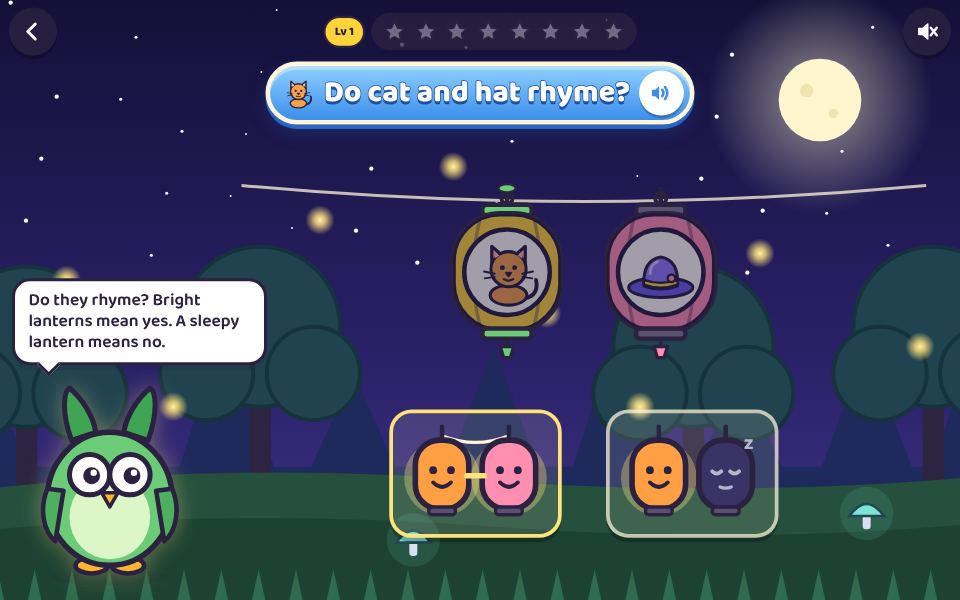 Lv 1
Do cat and hat rhyme?
Do they rhyme? Bright
lanterns mean yes. A sleepy
lantern means no.
z